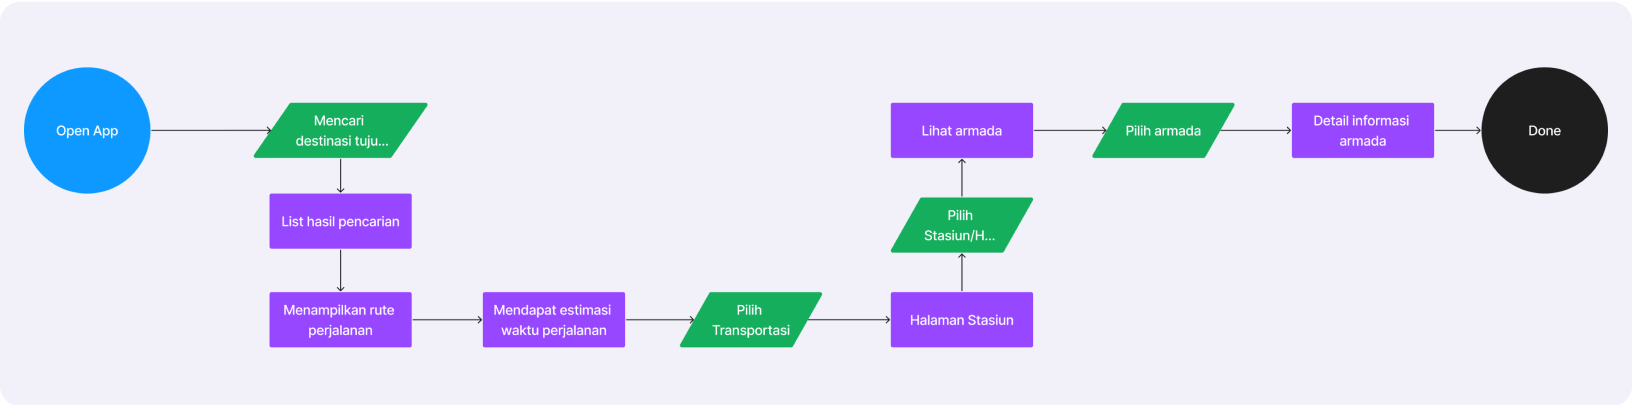 Open App
Mencari
destinasi tuju...
List hasil pencarian
Menampilkan rute
perjalanan
Mendapat estimasi
waktu perjalanan
Pilih
Transportasi
Halaman Stasiun
Pilih
Stasiun/H...
Lihat armada
Pilih armada
Detail informasi
armada
Done